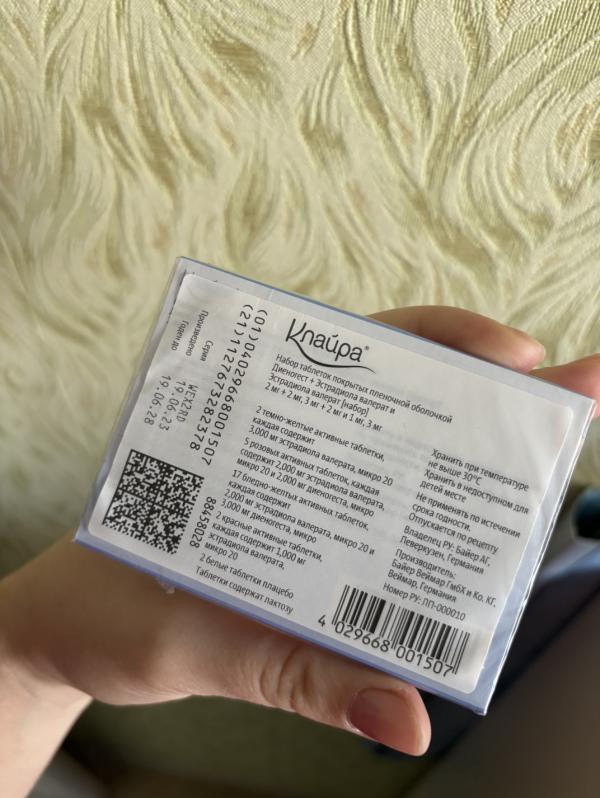 Клайра®
Набор таблеток покрытых пленочной оболочкой
Диеногест + Эстрадиола валерат и
Эстрадиола валерат [набор]
2 мг + 2 мг, 3 мг + 2 мг и 1 мг, 3 мг
2 темно-желтые активные таблетки,
каждая содержит
3,000 мг эстрадиола валерата, микро 20
5 розовых активных таблеток, каждая
содержит 2,000 мг эстрадиола валерата,
микро 20 и 2,000 мг диеногеста, микро
17 бледно-желтых активных таблеток,
каждая содержит
2,000 мг эстрадиола валерата, микро 20 и
3,000 мг диеногеста, микро
2 красные активные таблетки,
каждая содержит 1,000 мг
эстрадиола валерата,
микро 20
2 белые таблетки плацебо
Таблетки содержат лактозу
Хранить при температуре
не выше 30°С
Хранить в недоступном для
детей месте
Не применять по истечении
срока годности.
Отпускается по рецепту
Владелец РУ: Байер АГ,
Леверкузен, Германия
Производитель:
Байер Веймар ГмбХ и Ко. КГ,
Веймар, Германия
Номер РУ: ЛП-000010
4 029668 001507
(01)04029668001507
(21)1127673282378
88458028
Серия WEX24D
Произведено 19.06.23
Годен до 19.06.28